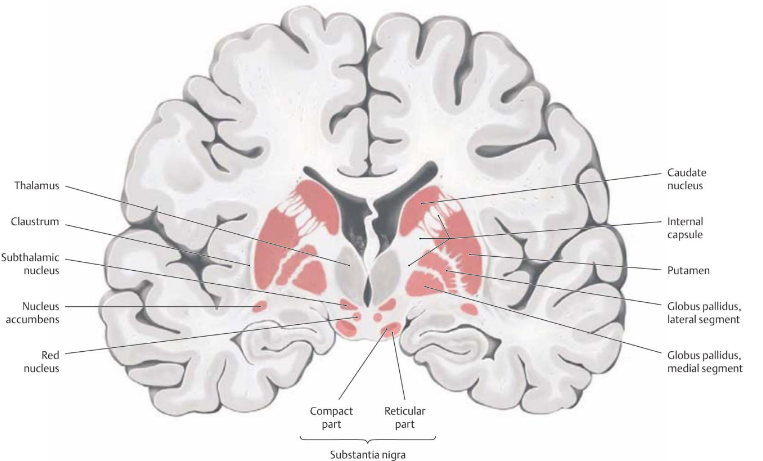 Thalamus
Claustrum
Subthalamic
nucleus
Nucleus
accumbens
Red
nucleus
Caudate
nucleus
Internal
capsule
Putamen
Globus pallidus,
lateral segment
Globus pallidus,
medial segment
Compact
part
Reticular
part
Substantia nigra